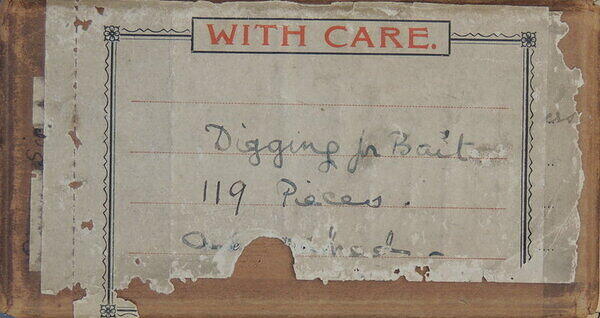 WITH CARE.
Digging for Bait
119 Pieces.